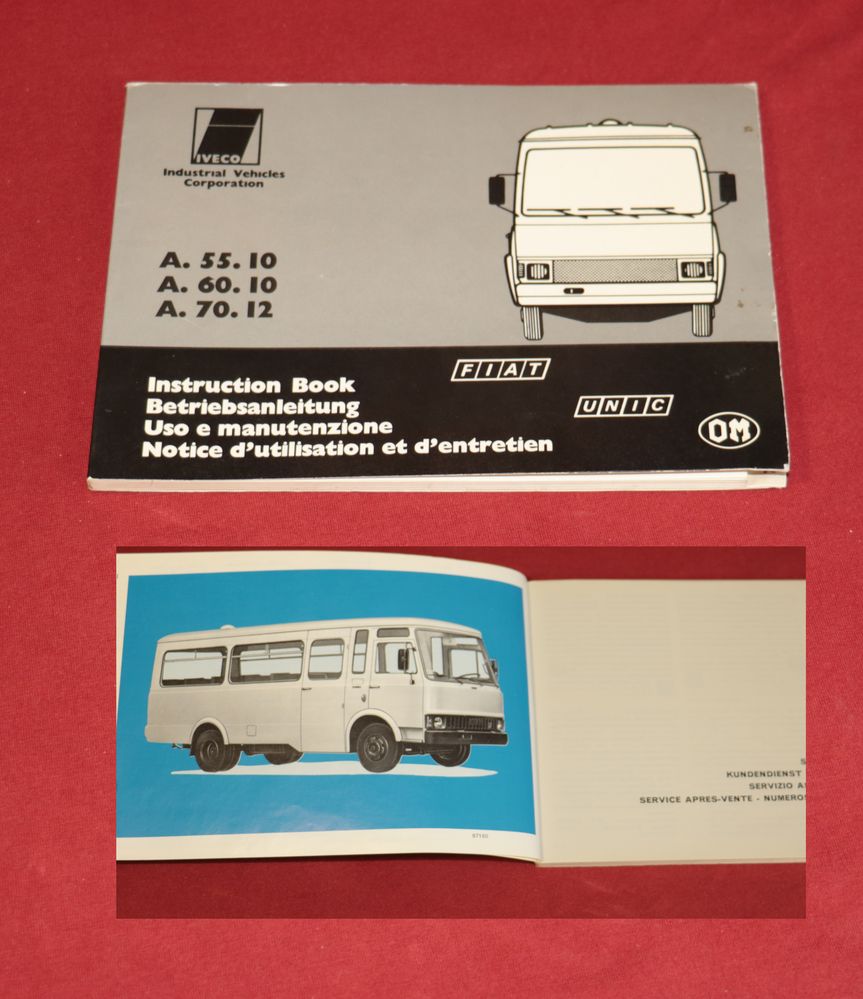 IVECO
Industrial Vehicles
Corporation
A. 55.10
A. 60.10
A. 70.12
Instruction Book
Betriebsanleitung
Uso e manutenzione
Notice d'utilisation et d'entretien
FIAT
UNIC
OM
KUNDENDIENST
SERVIZIO
SERVICE APRES-VENTE -